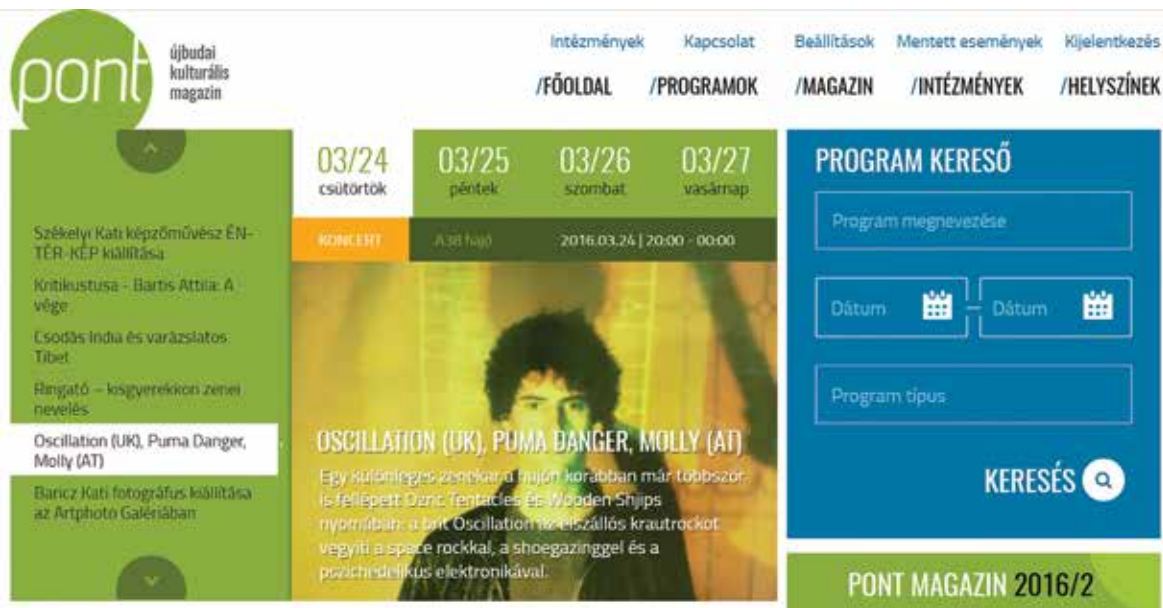 pont
újbudai
kulturális
magazin
Intézmények Kapcsolat Beállítások Mentett események Kijelentkezés
/FŐOLDAL /PROGRAMOK /MAGAZIN /INTÉZMÉNYEK /HELYSZÍNEK
Székelyi Kati képzőművész ÉN-
TÉR-KÉP kiállítása
Kritikustusa - Bartis Attila: A
vége
Csodás India és varázslatos
Tibet
Ringató – kisgyerekkon zenei
nevelés
Oscillation (UK), Puma Danger,
Molly (AT)
Baricz Kati fotográfus kiállítása
az Artphoto Galériában
03/24 03/25 03/26 03/27
csütörtök péntek szombat vasárnap
KONCERT A38 hajó 2016.03.24 | 20:00 - 00:00
OSCILLATION (UK), PUMA DANGER, MOLLY (AT)
Egy különleges zenekar a hajón korábban már többször
is fellépett Ozric Tentacles és Wooden Shjips
nyomában: a brit Oscillation az elszállós krautrockot
vegyíti a space rockkal, a shoegazinggel és a
pszichedelikus elektronikával.
PROGRAM KERESŐ
Program megnevezése
Dátum – Dátum
Program típus
KERESÉS
PONT MAGAZIN 2016/2